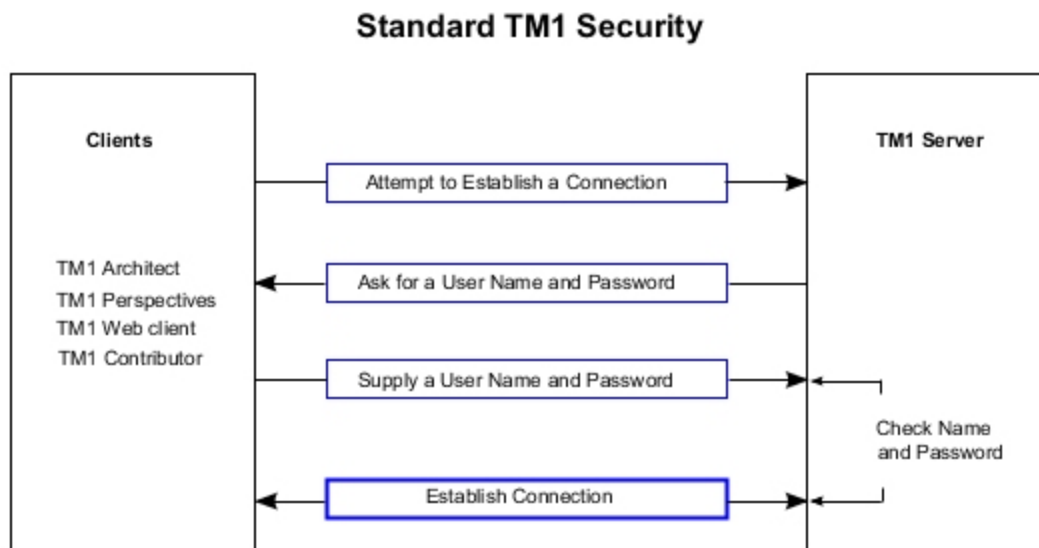 Standard TM1 Security
Clients
TM1 Server
Attempt to Establish a Connection
TM1 Architect
TM1 Perspectives
TM1 Web client
TM1 Contributor
Ask for a User Name and Password
Supply a User Name and Password
Check Name
and Password
Establish Connection